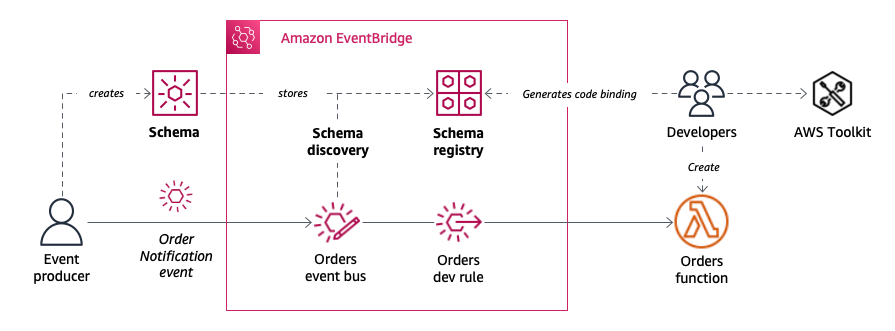 Amazon EventBridge
creates
stores
Generates code binding
Schema
Schema
discovery
Schema
registry
Developers
AWS Toolkit
Create
Event
producer
Order
Notification
event
Orders
event bus
Orders
dev rule
Orders
function